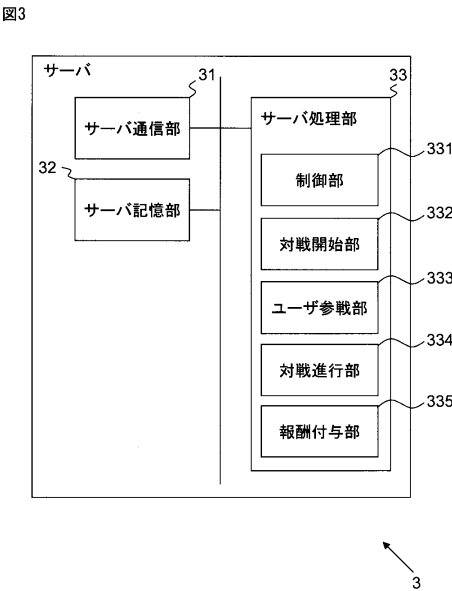 図3
サーバ
31
サーバ通信部
32
サーバ記憶部
33
サーバ処理部
331
制御部
332
対戦開始部
333
ユーザ参戦部
334
対戦進行部
335
報酬付与部
3